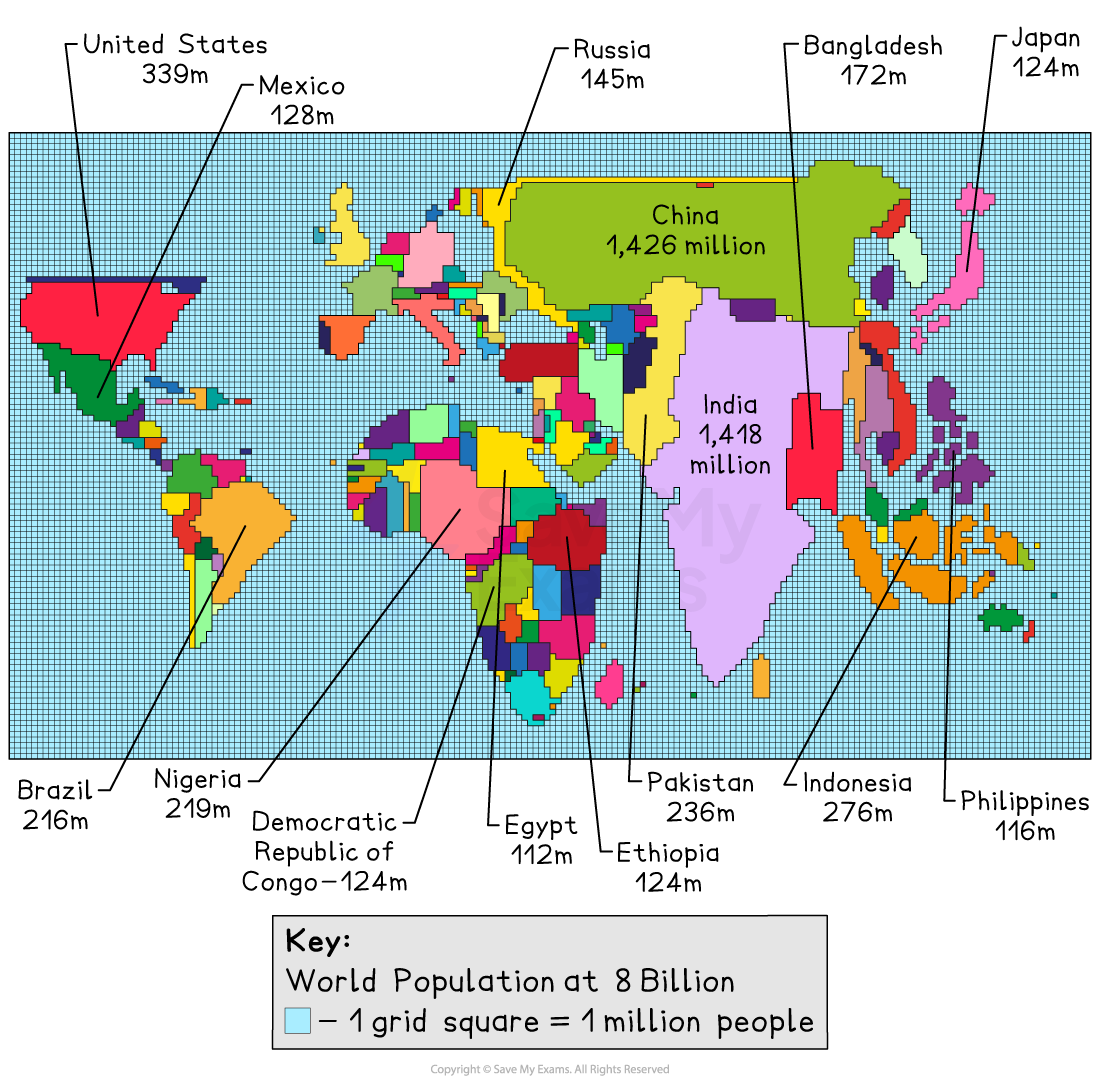 United States
339m
Mexico
128m
Russia
145m
Bangladesh
172m
Japan
124m
China
1,426 million
India
1,418
million
Save My
Exams
Brazil
216m
Nigeria
219m
Democratic
Republic of
Congo-124m
Egypt
112m
Ethiopia
124m
Pakistan
236m
Indonesia
276m
Philippines
116m
Key:
World Population at 8 Billion
- 1 grid square = 1 million people
Copyright © Save My Exams. All Rights Reserved